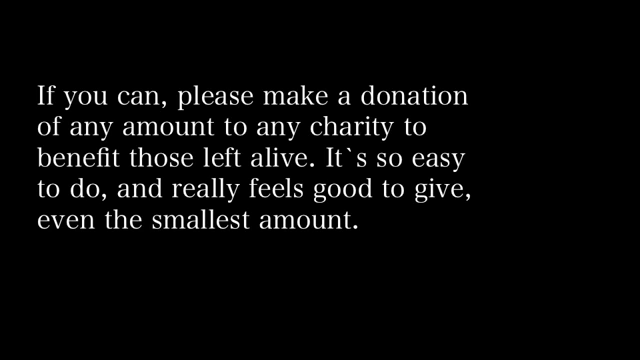 If you can, please make a donation
of any amount to any charity to
benefit those left alive. It`s so easy
to do, and really feels good to give,
even the smallest amount.